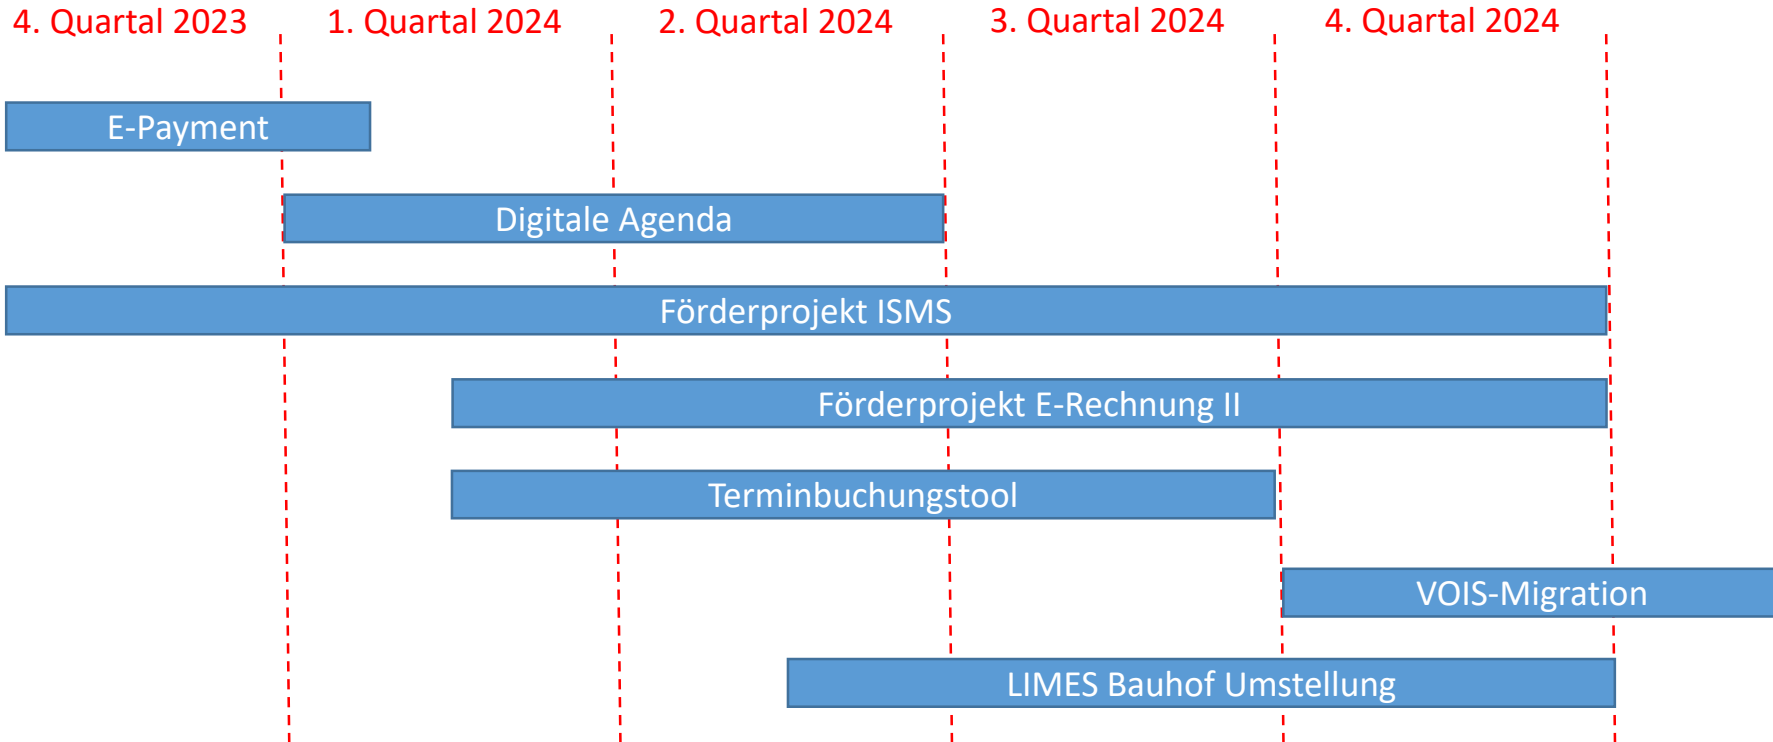 4. Quartal 2023
1. Quartal 2024
2. Quartal 2024
3. Quartal 2024
4. Quartal 2024
E-Payment
Digitale Agenda
Förderprojekt ISMS
Förderprojekt E-Rechnung II
Terminbuchungstool
VOIS-Migration
LIMES Bauhof Umstellung